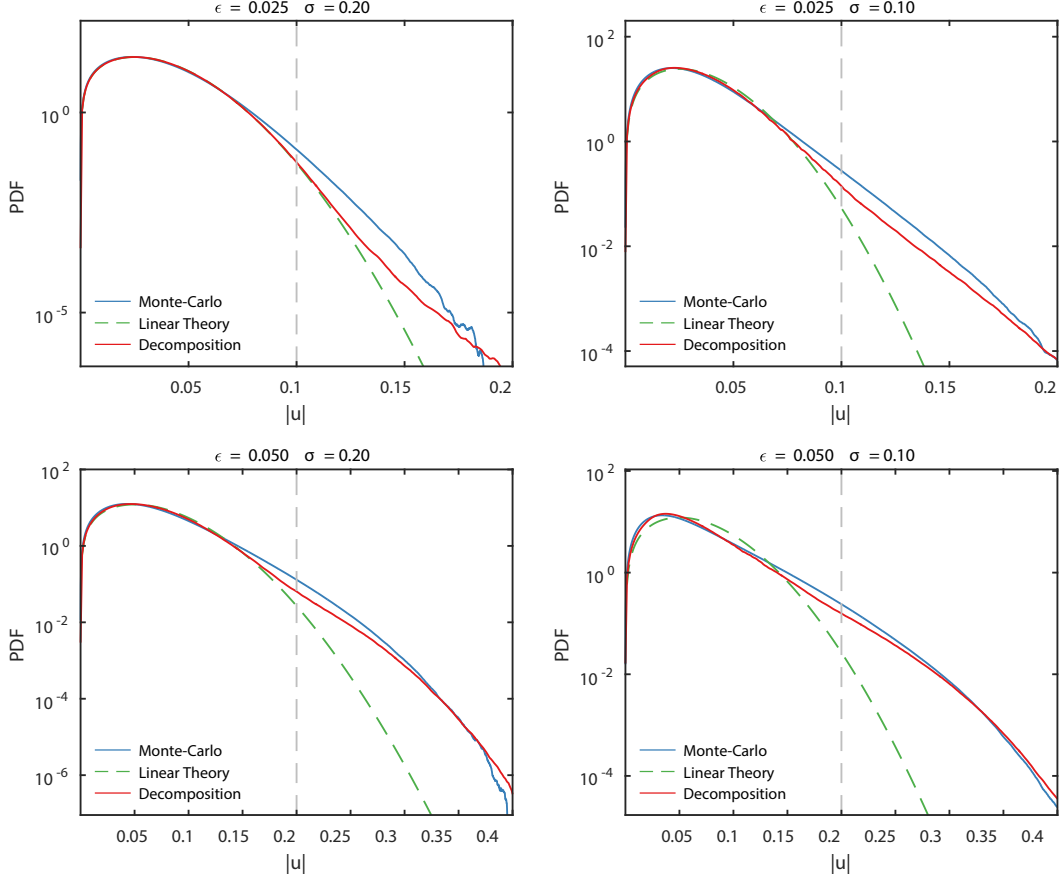 ϵ = 0.025 σ = 0.20
PDF
10^0
10^-5
Monte-Carlo
Linear Theory
Decomposition
0.05 0.1 0.15 0.2
|u|
ϵ = 0.025 σ = 0.10
PDF
10^2
10^0
10^-2
10^-4
Monte-Carlo
Linear Theory
Decomposition
0.05 0.1 0.15 0.2
|u|
ϵ = 0.050 σ = 0.20
PDF
10^2
10^0
10^-2
10^-4
10^-6
Monte-Carlo
Linear Theory
Decomposition
0.05 0.1 0.15 0.2 0.2 0.3 0.3 0.4
|u|
ϵ = 0.050 σ = 0.10
PDF
10^2
10^0
10^-2
10^-4
Monte-Carlo
Linear Theory
Decomposition
0.05 0.1 0.15 0.2 0.2 0.3 0.3 0.4
|u|